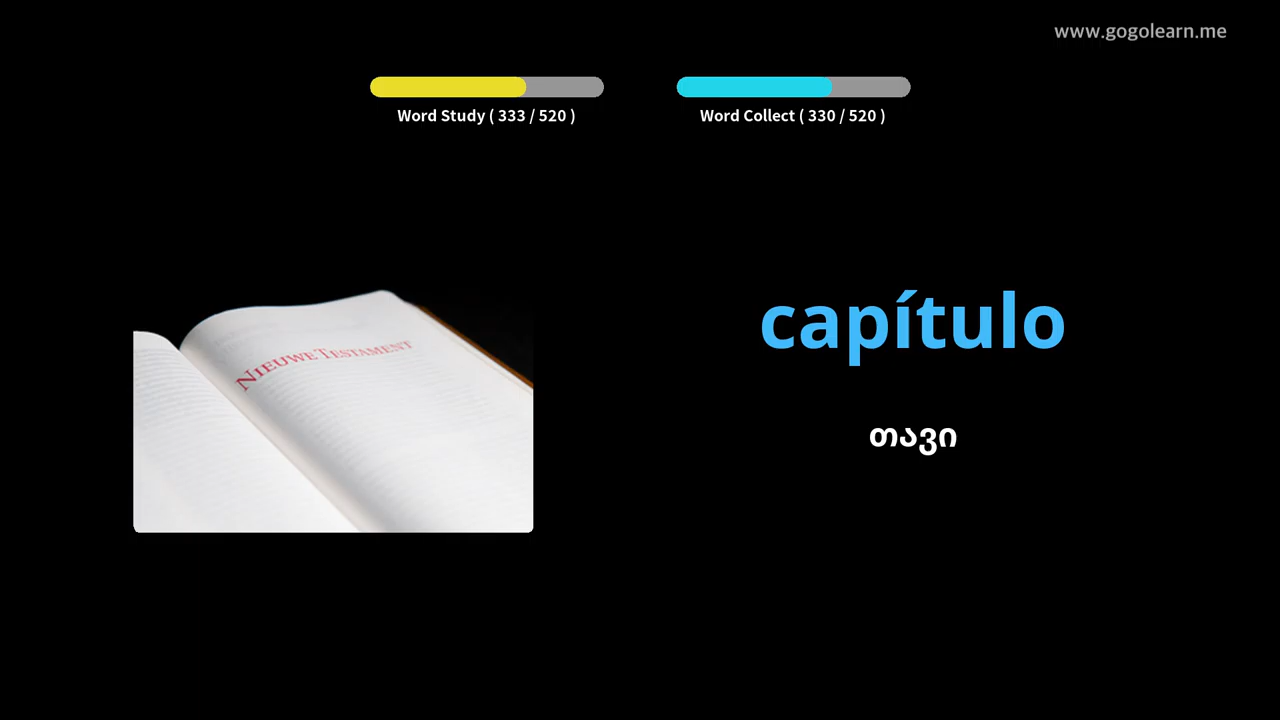 www.gogolearn.me
Word Study ( 333 / 520 )
Word Collect ( 330 / 520 )
NIEUWE TESTAMENT
capítulo
თავი